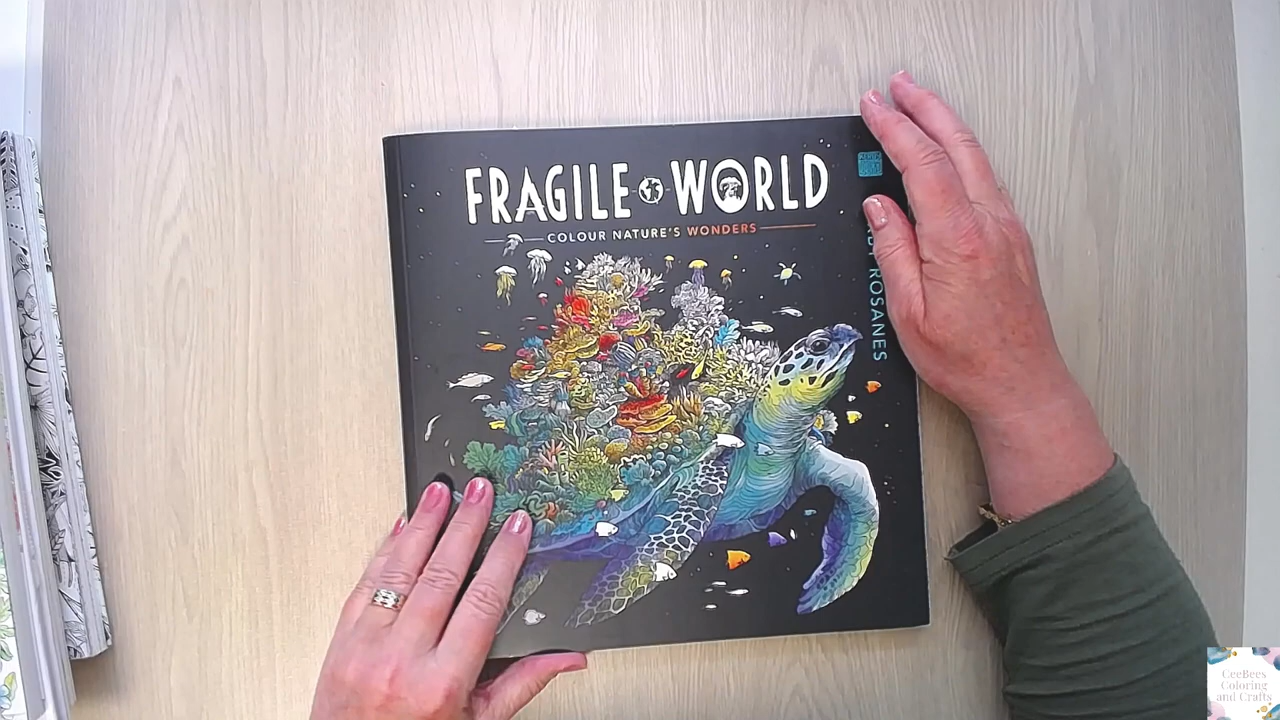 FRAGILE WORLD
COLOUR NATURE'S WONDERS
ROSANES
CeeBees
Coloring
and Crafts